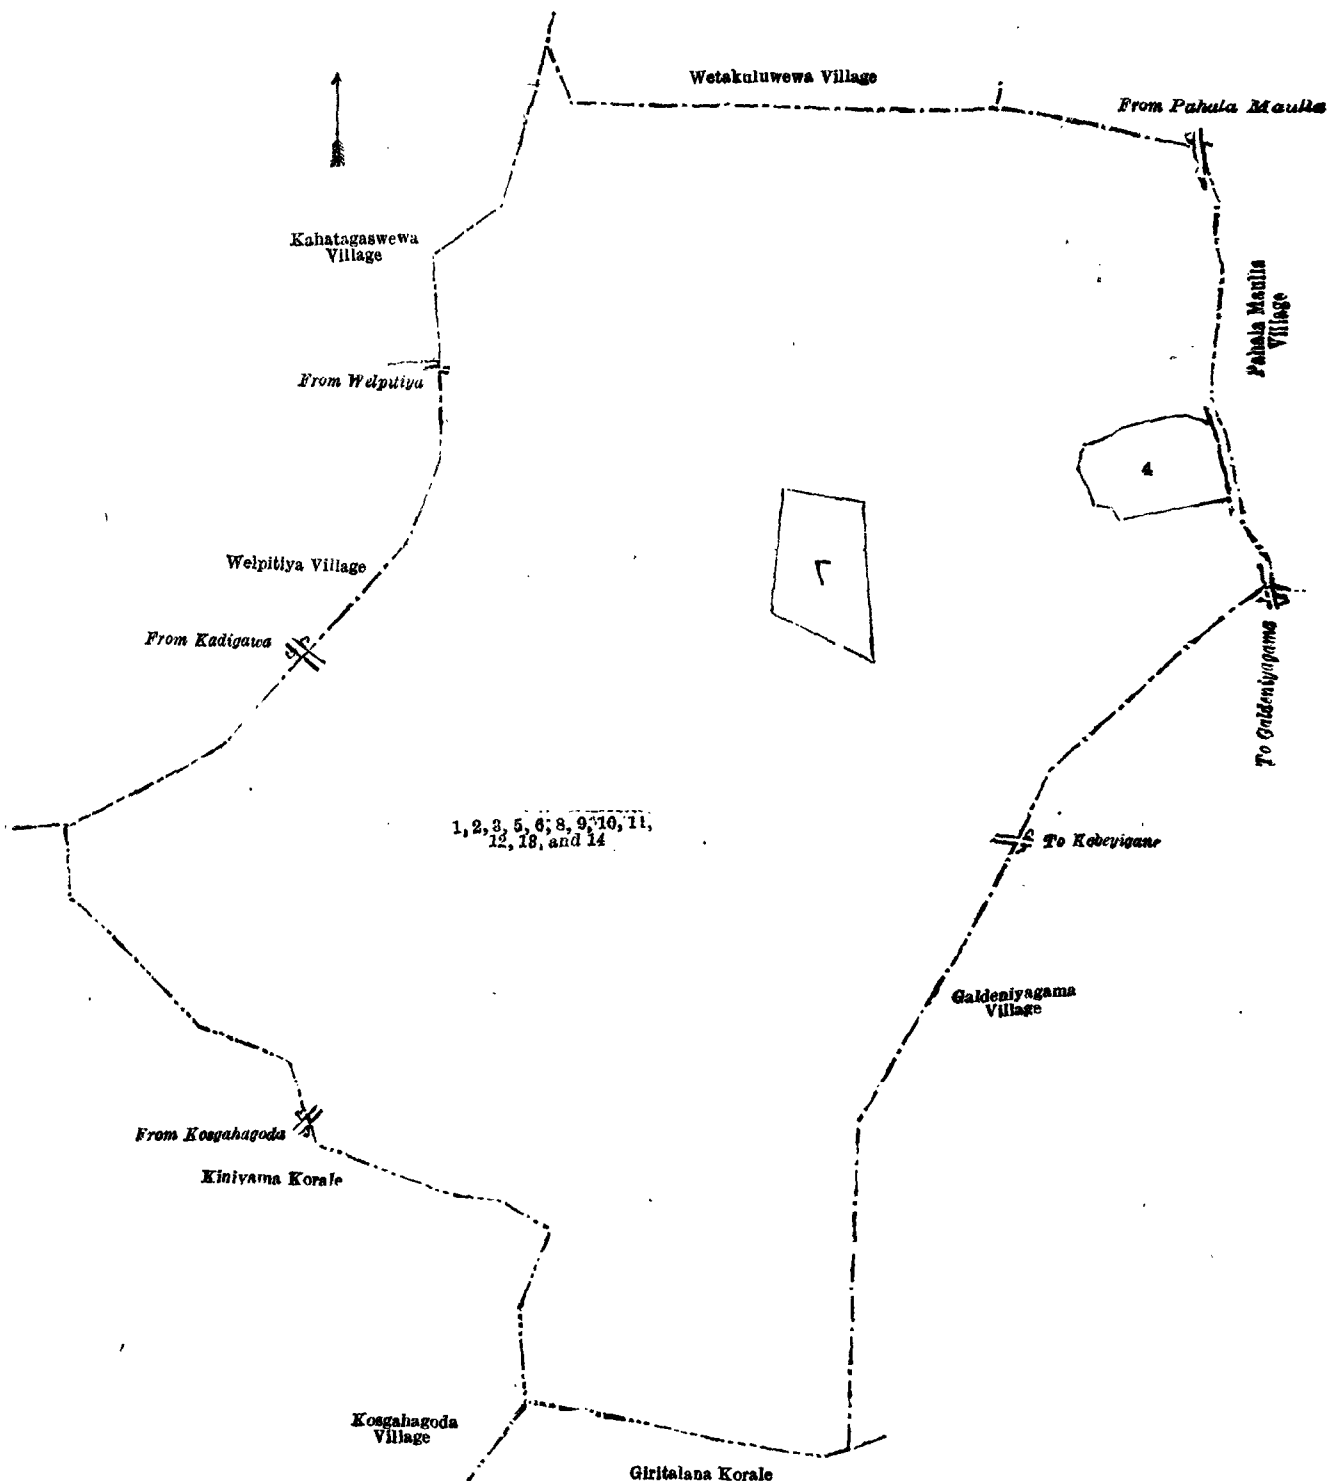 Wetakuluwewa Village
From Pahala Maulla
Kahatagaswewa
Village
Pahala Maulla
Village
From Welpitiya
4
7
Welpitiya Village
From Kadigawa
To Galdeniyagama
1, 2, 3, 5, 6, 8, 9, 10, 11,
12, 13, and 14
To Kobeyigane
Galdeniyagama
Village
From Kosgahagoda
Kiniyama Korale
Kosgahagoda
Village
Giritalana Korale